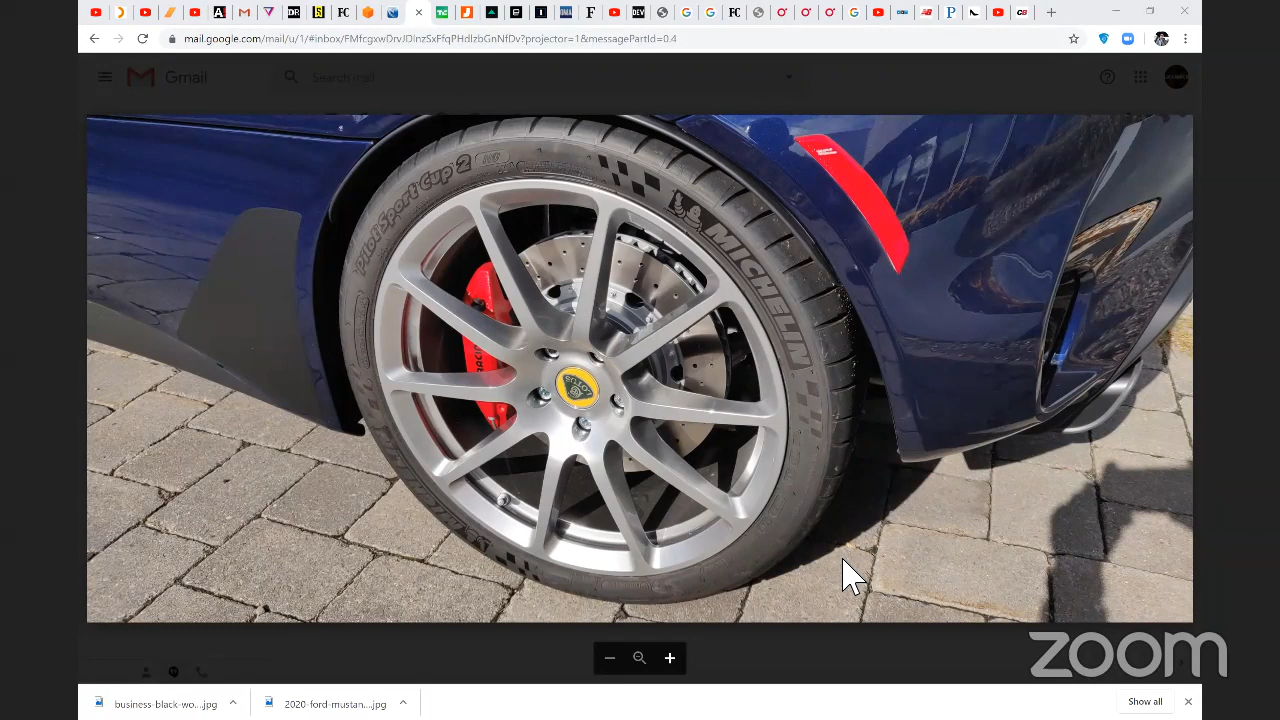 mail.google.com/mail/u/1/#inbox/FMfcgxwDrvJDlnzSxFfqPHdlzbGnNfDv?projector=1&messagePartId=0.4
Gmail
Search mail
Pilot Sport Cup 2
MICHELIN
LOTUS
zoom
business-black-wo....jpg
2020-ford-mustan....jpg
Show all